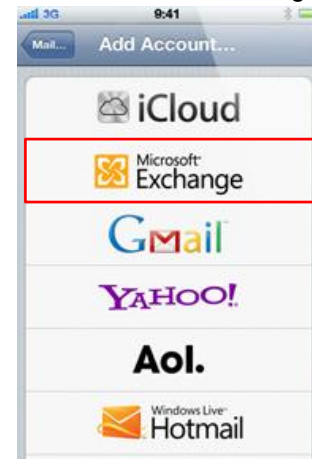 3G 9:41
Mail... Add Account...
iCloud
Microsoft
Exchange
Gmail
YAHOO!
Aol.
Windows Live
Hotmail